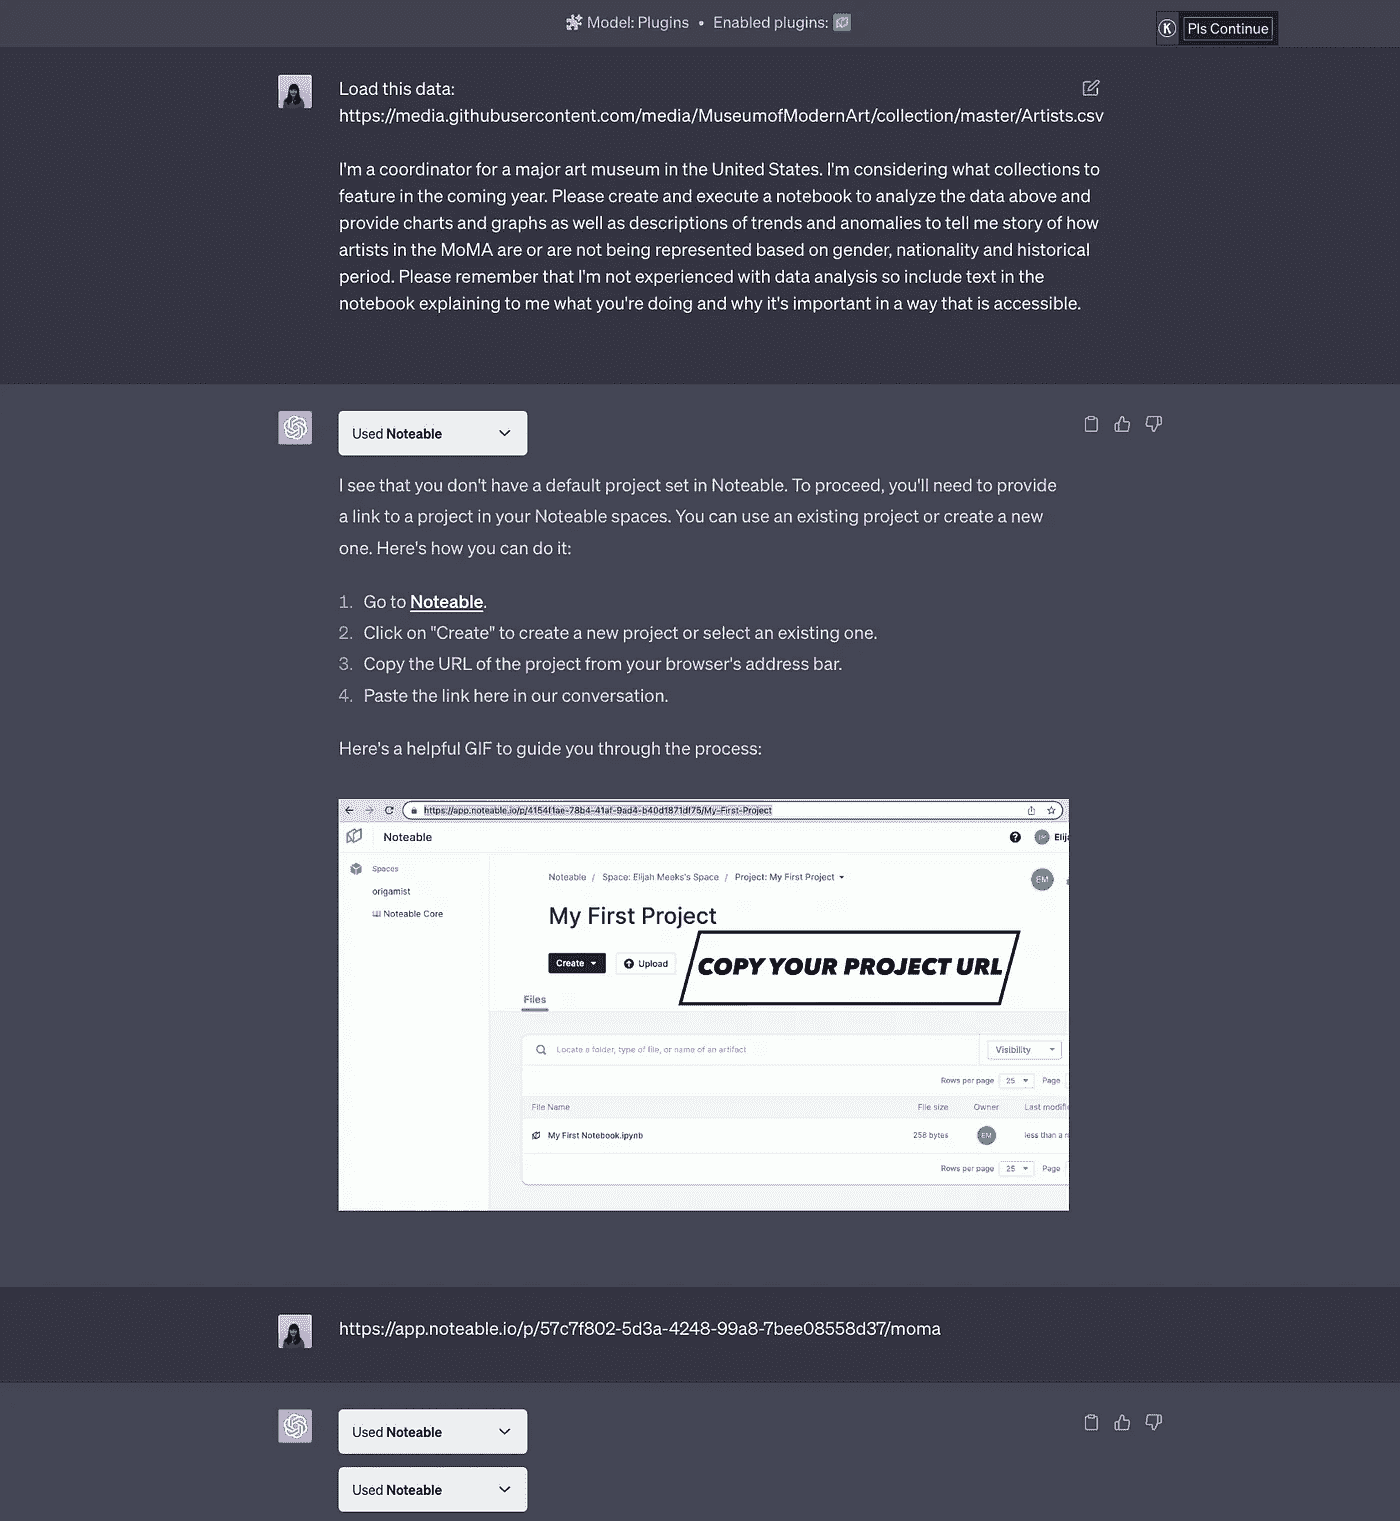 Model: Plugins • Enabled plugins:
K Pls Continue
Load this data:
https://media.githubusercontent.com/media/MuseumofModernArt/collection/master/Artists.csv
I'm a coordinator for a major art museum in the United States. I'm considering what collections to
feature in the coming year. Please create and execute a notebook to analyze the data above and
provide charts and graphs as well as descriptions of trends and anomalies to tell me story of how
artists in the MoMA are or are not being represented based on gender, nationality and historical
period. Please remember that I'm not experienced with data analysis so include text in the
notebook explaining to me what you're doing and why it's important in a way that is accessible.
Used Noteable
I see that you don't have a default project set in Noteable. To proceed, you'll need to provide
a link to a project in your Noteable spaces. You can use an existing project or create a new
one. Here's how you can do it:
1. Go to Noteable.
2. Click on "Create" to create a new project or select an existing one.
3. Copy the URL of the project from your browser's address bar.
4. Paste the link here in our conversation.
Here's a helpful GIF to guide you through the process:
https://app.noteable.io/p/4154f1ae-78b4-41af-9ad4-b40d1871df75/My-First-Project
Noteable
? Elij
Spaces
origamist
Noteable Core
Noteable / Space: Elijah Meeks's Space / Project: My First Project
EM
My First Project
Create
Upload
COPY YOUR PROJECT URL
Files
Locate a folder, type of file, or name of an artifact
Visibility
Rows per page 25 Page
File Name File size Owner Last modifi
My First Notebook.ipynb 258 bytes EM less than a
Rows per page 25 Page
https://app.noteable.io/p/57c7f802-5d3a-4248-99a8-7bee08558d37/moma
Used Noteable
Used Noteable